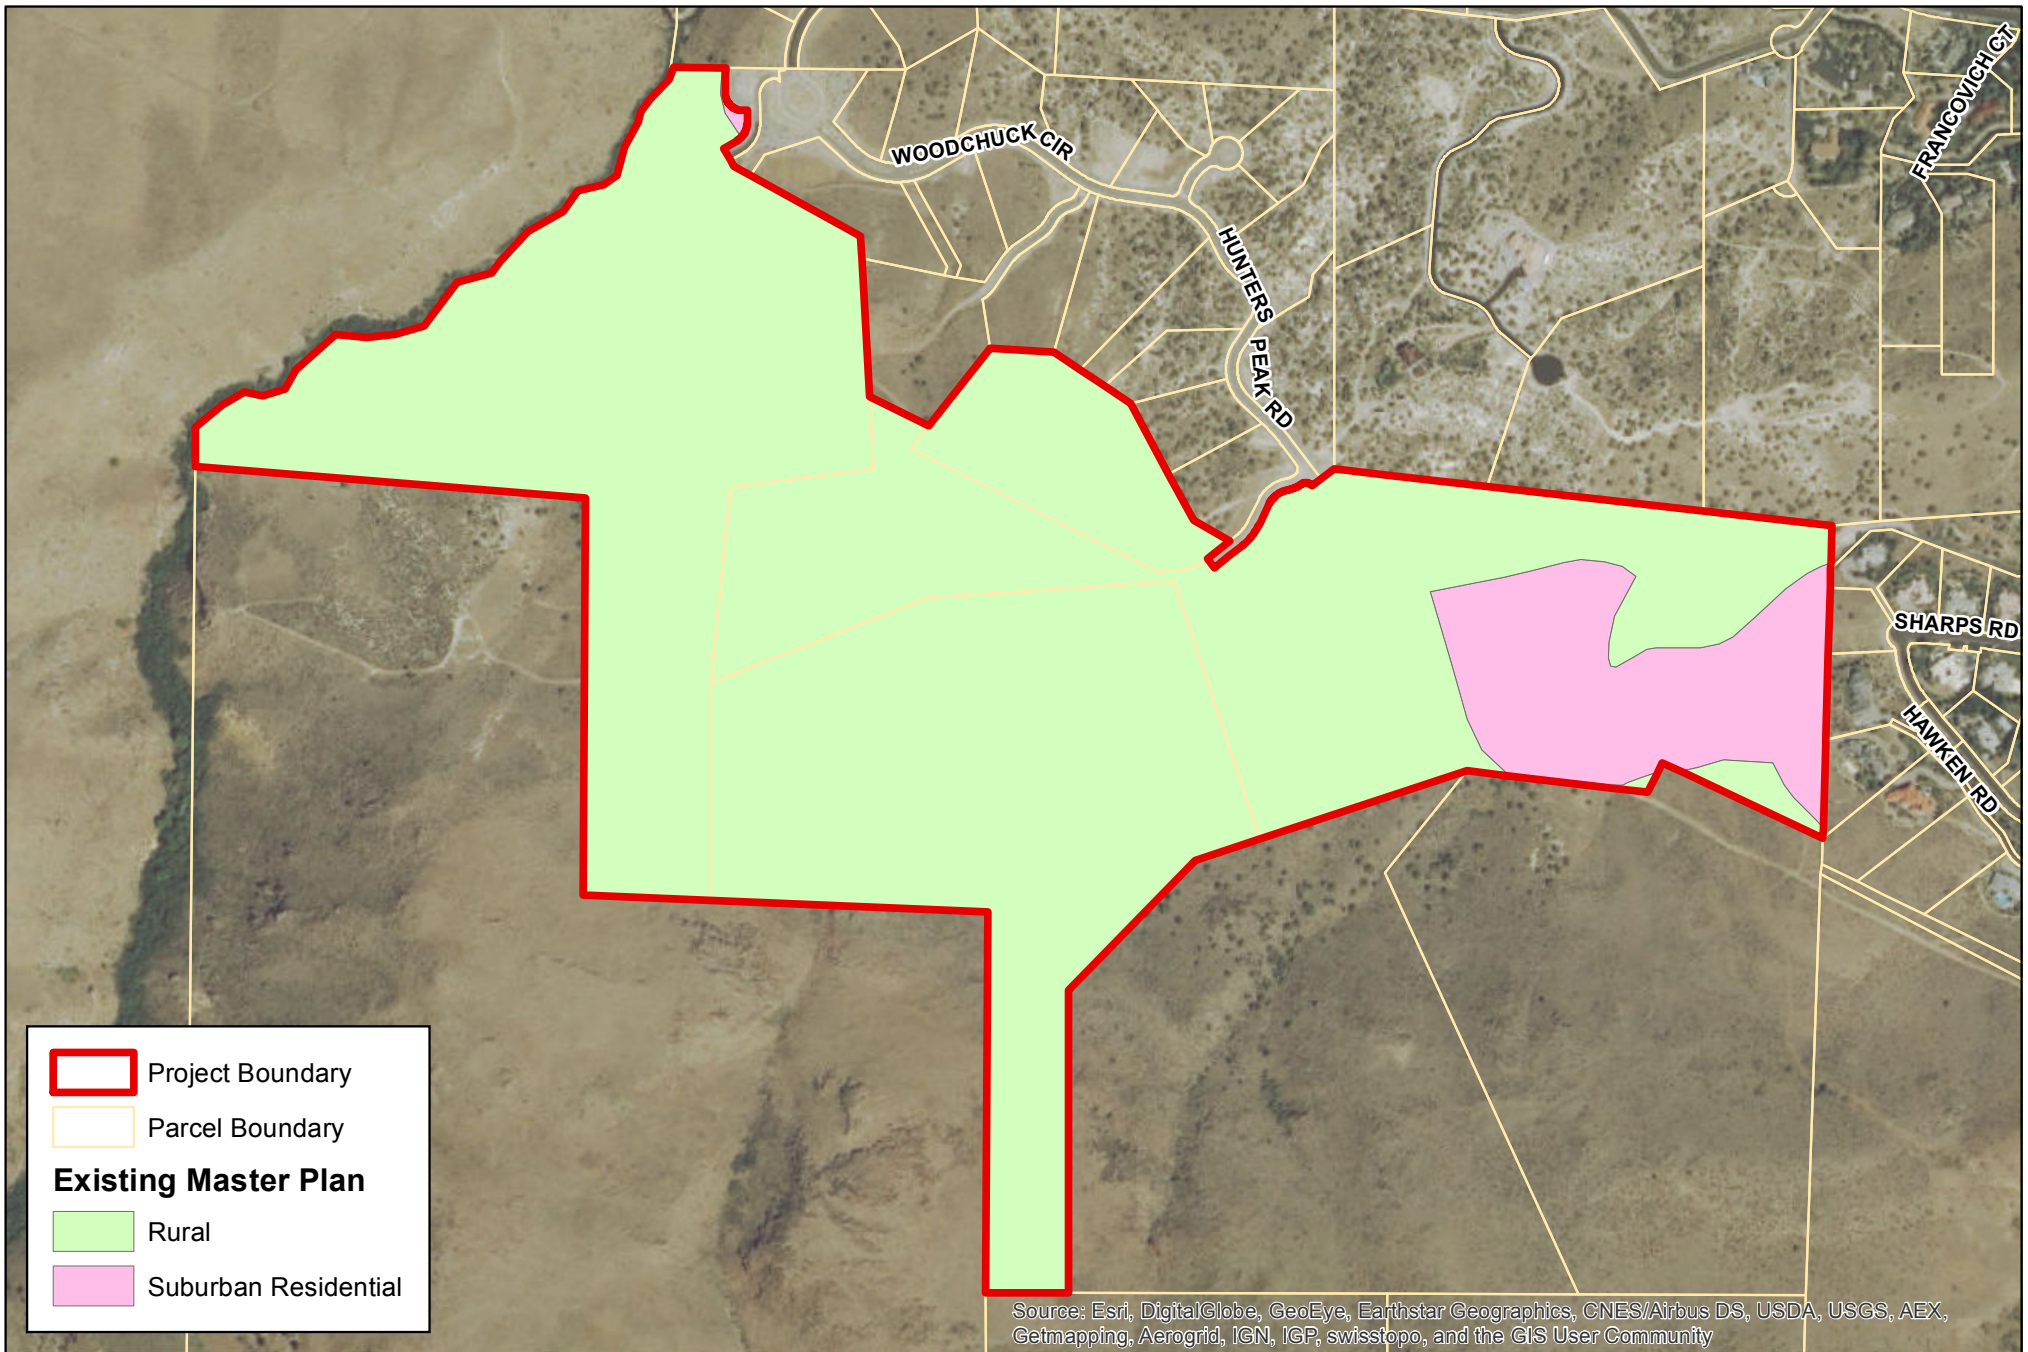 FRANCOVICH CT
WOODCHUCK CIR
HUNTERS PEAK RD
SHARPS RD
HAWKEN RD
Project Boundary
Parcel Boundary
Existing Master Plan
Rural
Suburban Residential
Source: Esri, DigitalGlobe, GeoEye, Earthstar Geographics, CNES/Airbus DS, USDA, USGS, AEX,
Getmapping, Aerogrid, IGN, IGP, swisstopo, and the GIS User Community